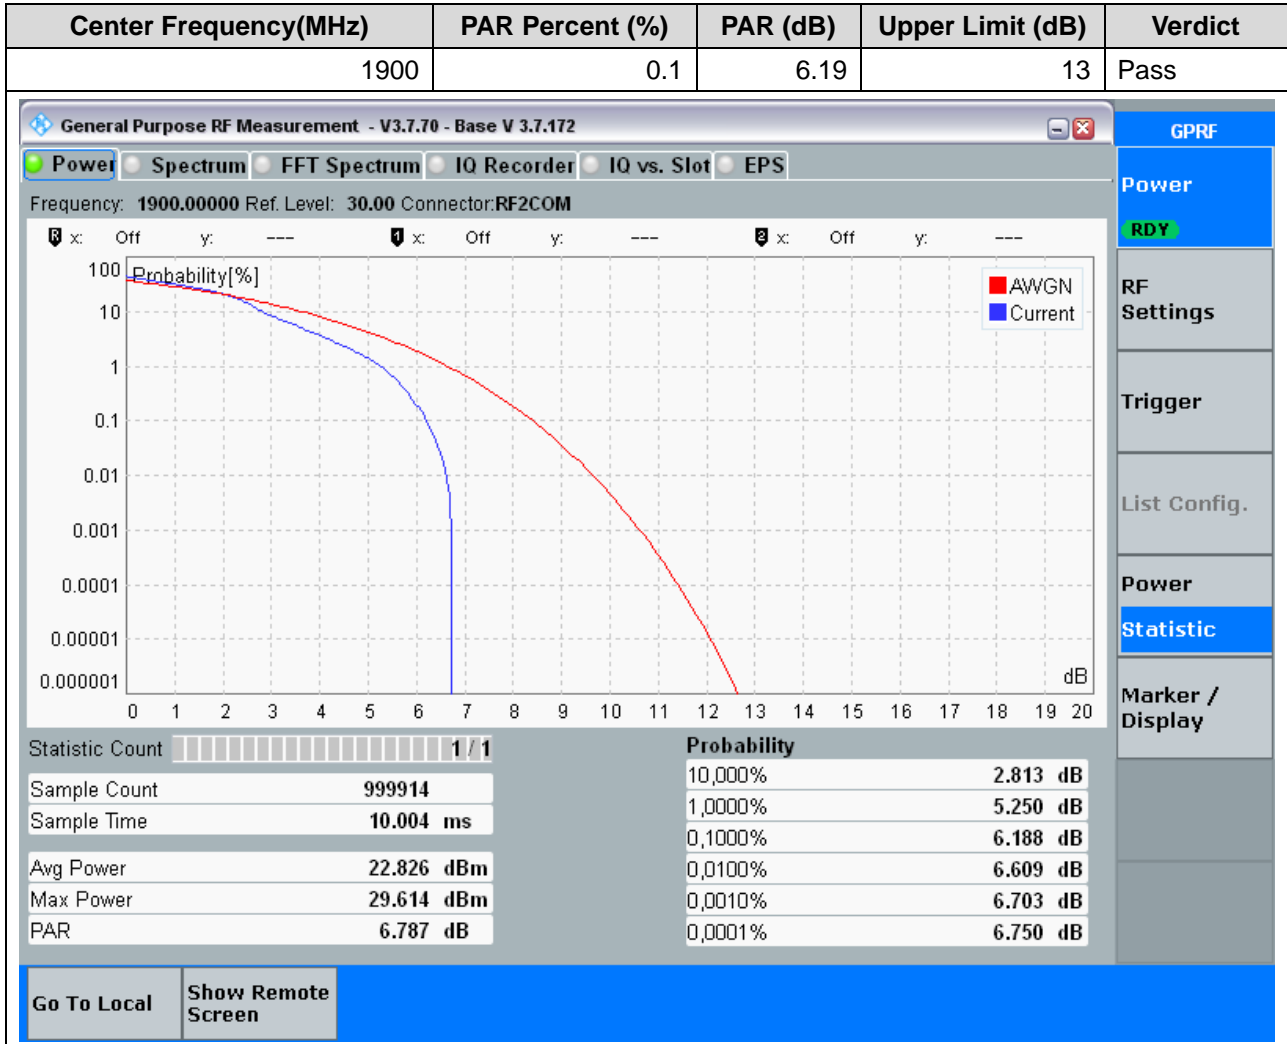 Center Frequency(MHz) PAR Percent (%) PAR (dB) Upper Limit (dB) Verdict
1900 0.1 6.19 13 Pass
General Purpose RF Measurement - V3.7.70 - Base V 3.7.172
GPRF
Power Spectrum FFT Spectrum IQ Recorder IQ vs. Slot EPS
Frequency: 1900.00000 Ref. Level: 30.00 Connector:RF2COM
R x: Off y: --- 1 x: Off y: --- 2 x: Off y: ---
Probability[%]
100
10
1
0.1
0.01
0.001
0.0001
0.00001
0.000001
AWGN
Current
dB
0 1 2 3 4 5 6 7 8 9 10 11 12 13 14 15 16 17 18 19 20
Statistic Count 1 / 1
Sample Count 999914
Sample Time 10.004 ms
Avg Power 22.826 dBm
Max Power 29.614 dBm
PAR 6.787 dB
Probability
10,000% 2.813 dB
1,0000% 5.250 dB
0,1000% 6.188 dB
0,0100% 6.609 dB
0,0010% 6.703 dB
0,0001% 6.750 dB
Power
RDY
RF
Settings
Trigger
List Config.
Power
Statistic
Marker /
Display
Go To Local
Show Remote
Screen